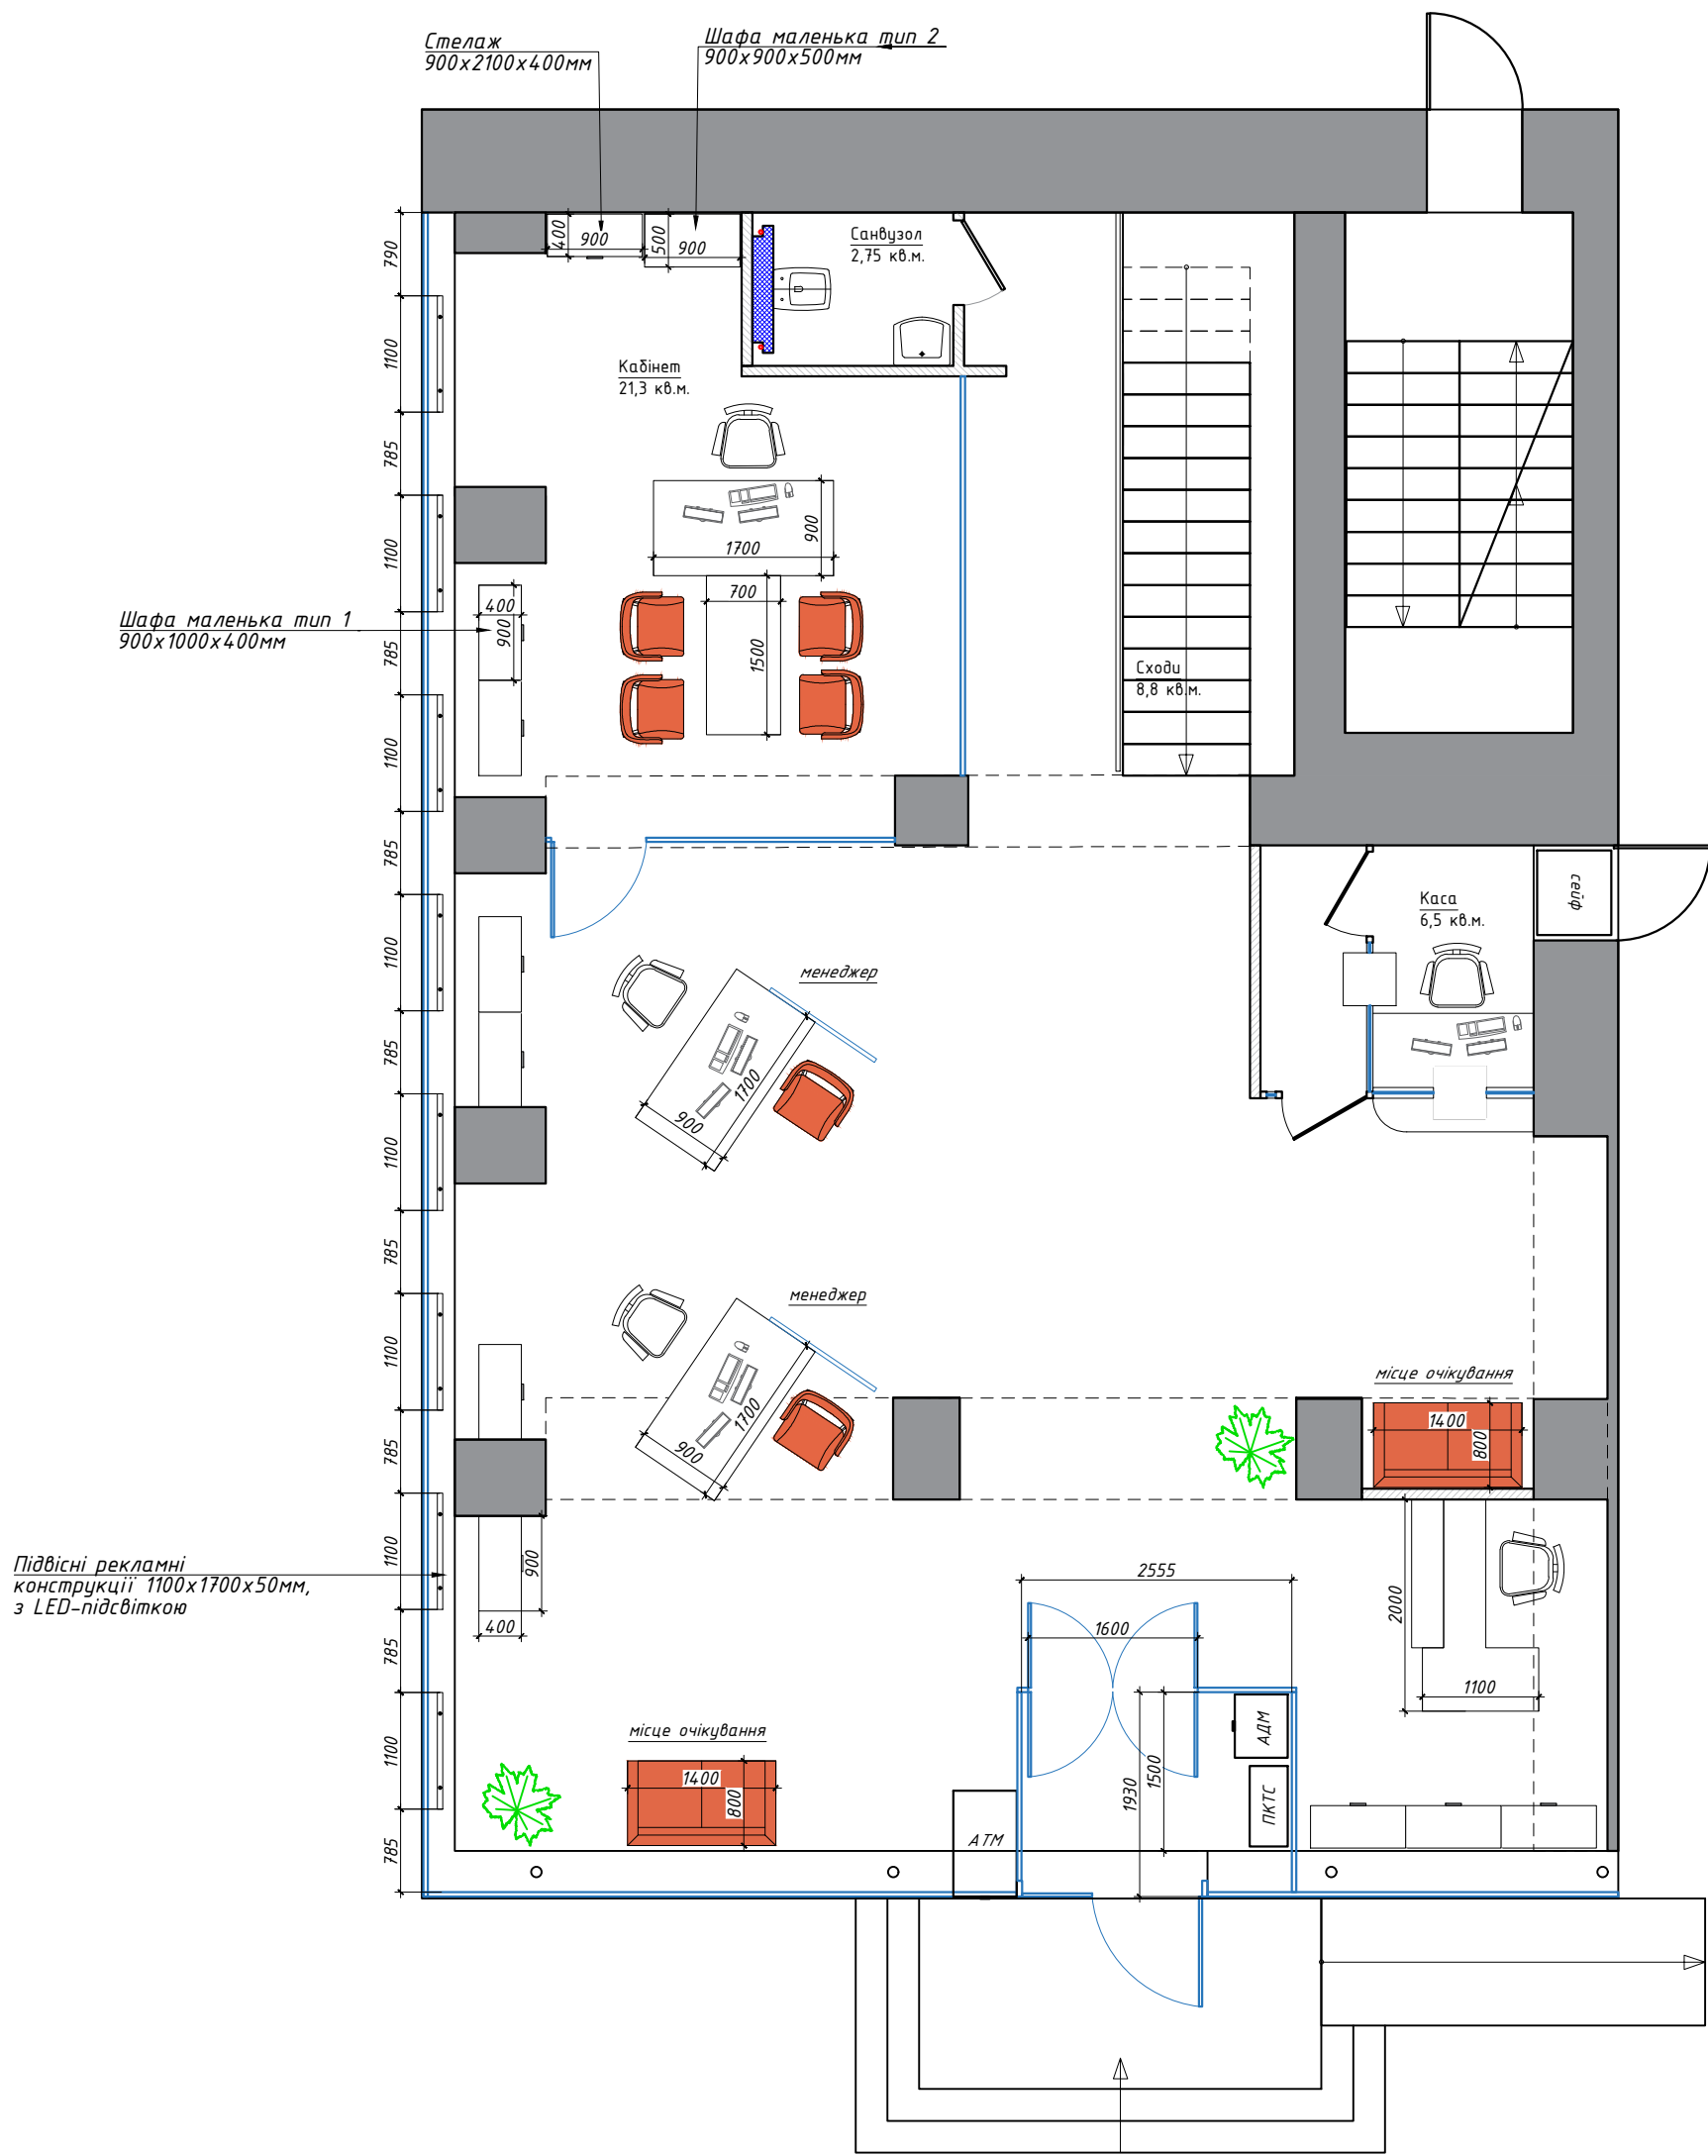 Стелаж
900х2100х400мм
Шафа маленька тип 2
900х900х500мм
400
900
500
900
Санвузол
2,75 кв.м.
Кабінет
21,3 кв.м.
790
1100
785
1100
785
1100
785
1100
785
1100
785
1100
785
1100
785
1100
785
900
1700
700
1500
Шафа маленька тип 1
900х1000х400мм
400
900
Сходи
8,8 кв.м.
Каса
6,5 кв.м.
сейф
менеджер
1700
900
менеджер
1700
900
місце очікування
1400
800
Підвісні рекламні
конструкції 1100х1700х50мм,
з LED-підсвіткою
900
400
2555
1600
2000
1100
1930
1500
АДМ
ПКТС
АТМ
місце очікування
1400
800